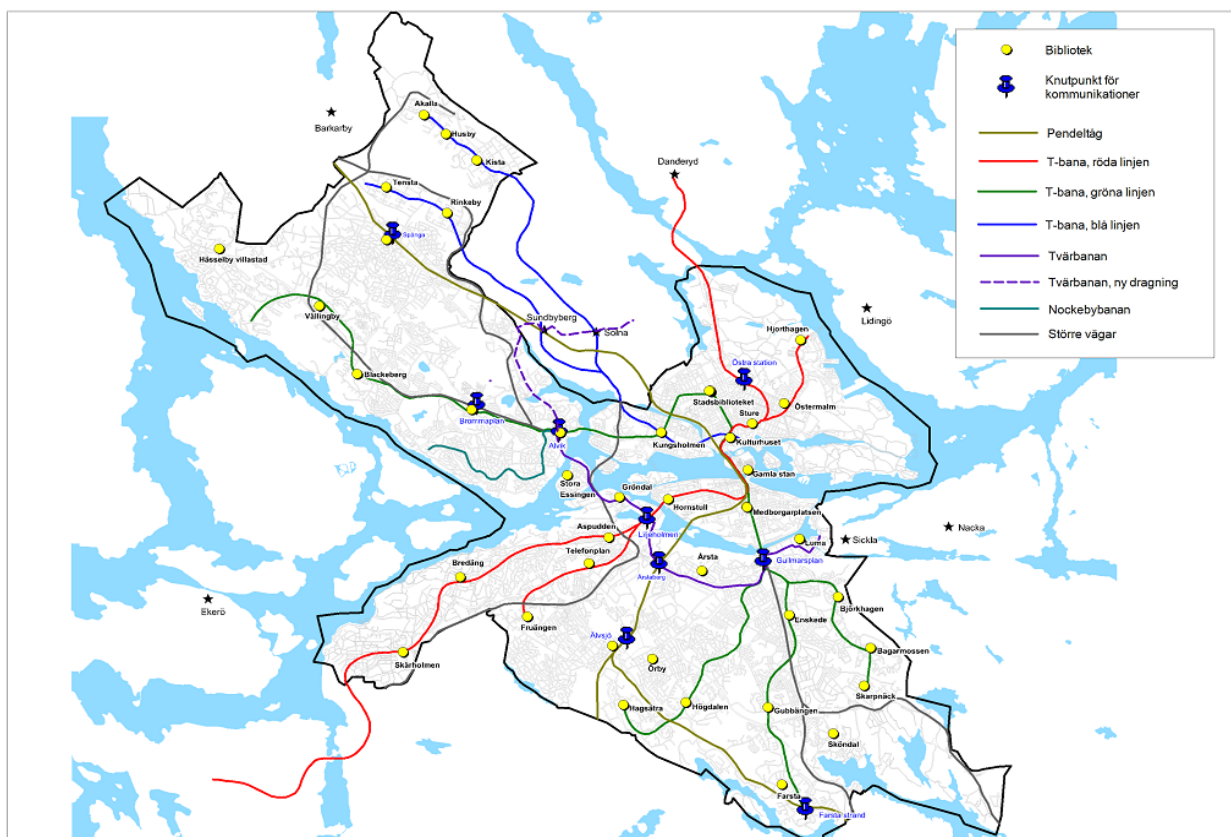 Bibliotek
Knutpunkt för
kommunikationer
Pendeltåg
T-bana, röda linjen
T-bana, gröna linjen
T-bana, blå linjen
Tvärbanan
Tvärbanan, ny dragning
Nockebybanan
Större vägar
Akalla
Barkarby
Husby
Kista
Danderyd
Tensta
Rinkeby
Spånga
Hässelby villastad
Vällingby
Sundbyberg
Solna
Lidingö
Hjorthagen
Östra station
Blackeberg
Stadsbiblioteket
Östermalm
Sture
Brommaplan
Alvik
Kungsholmen
Kulturhuset
Stora
Essingen
Gamla stan
Gröndal
Hornstull
Medborgarplatsen
Liljeholmen
Aspudden
Nacka
Sickla
Luma
Telefonplan
Årsta
Gullmarsplan
Bredäng
Årstaberg
Ekerö
Björkhagen
Enskede
Fruängen
Älvsjö
Skärholmen
Örby
Bagarmossen
Skarpnäck
Hagsätra
Högdalen
Gubbängen
Sköndal
Farsta
Farsta strand